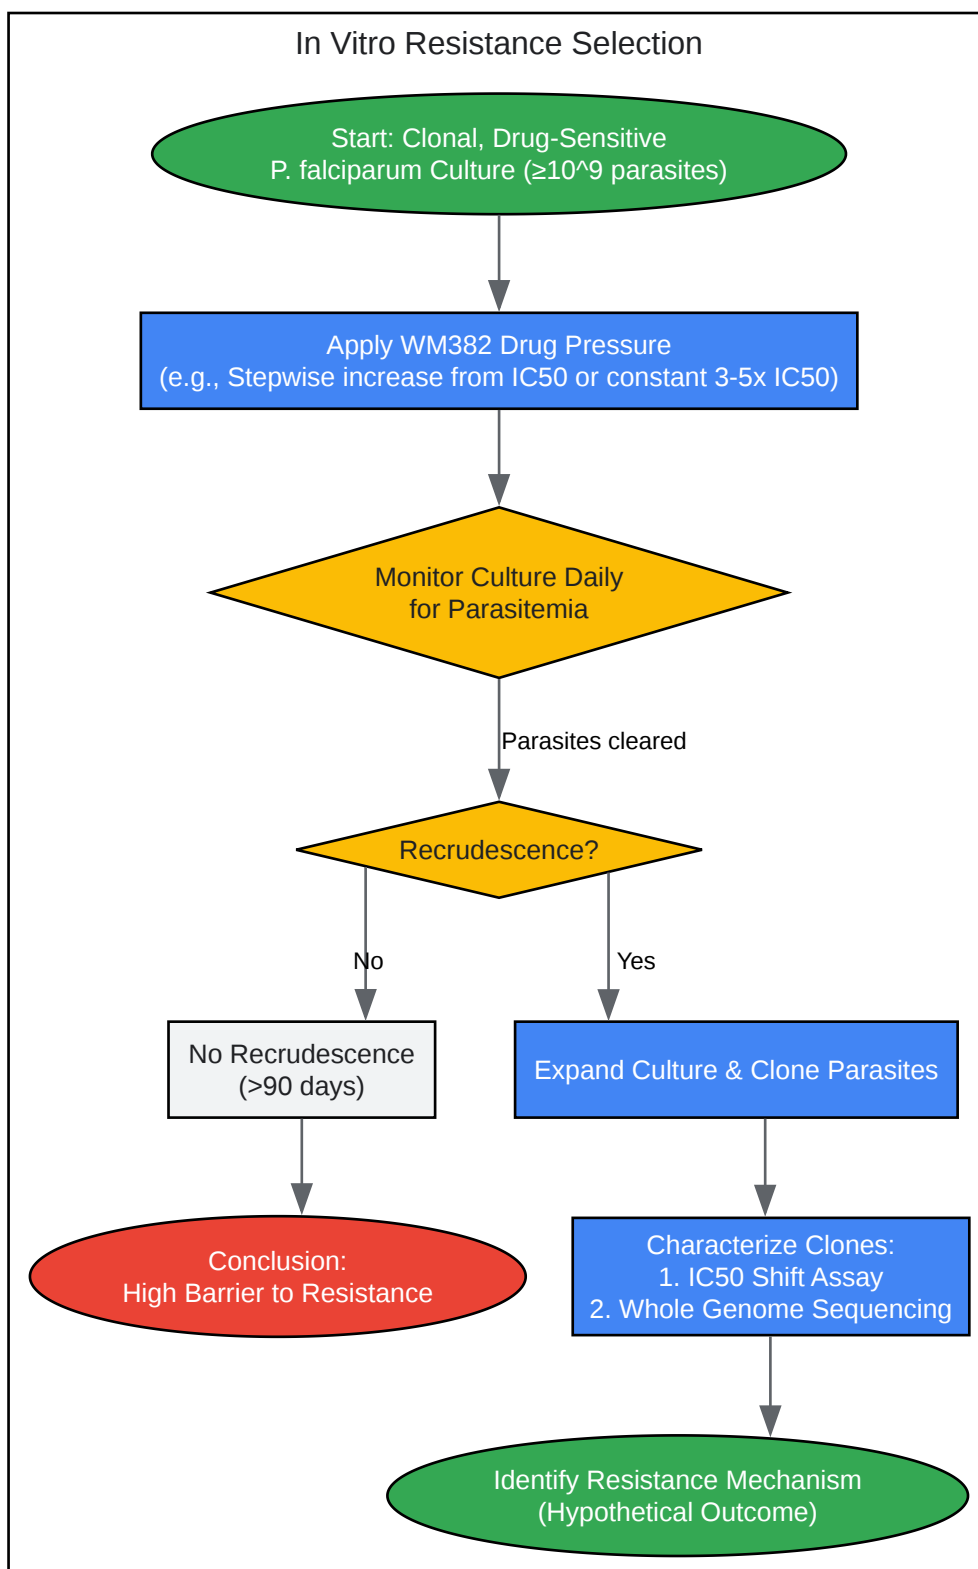 In Vitro Resistance Selection
Start: Clonal, Drug-Sensitive
P. falciparum Culture (≥10^9 parasites)
Apply WM382 Drug Pressure
(e.g., Stepwise increase from IC50 or constant 3-5x IC50)
Monitor Culture Daily
for Parasitemia
Parasites cleared
Recrudescence?
No
Yes
No Recrudescence
(>90 days)
Expand Culture & Clone Parasites
Conclusion:
High Barrier to Resistance
Characterize Clones:
1. IC50 Shift Assay
2. Whole Genome Sequencing
Identify Resistance Mechanism
(Hypothetical Outcome)